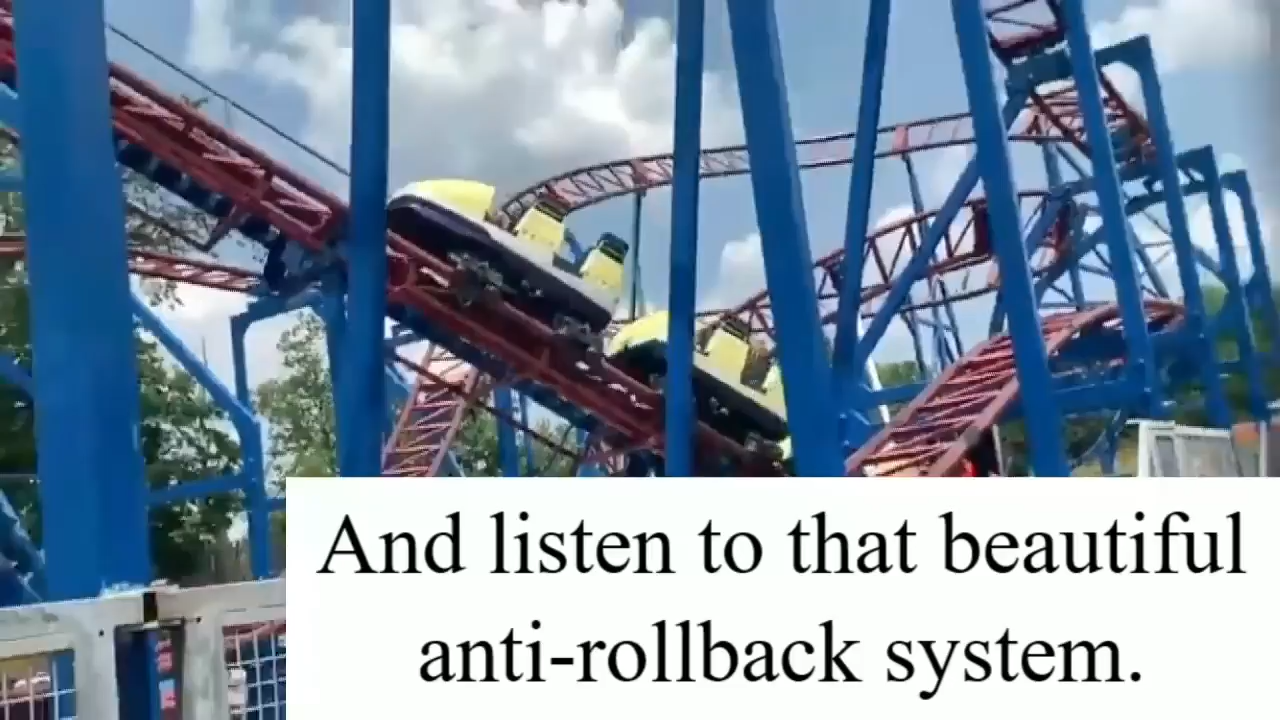 And listen to that beautiful
anti-rollback system.